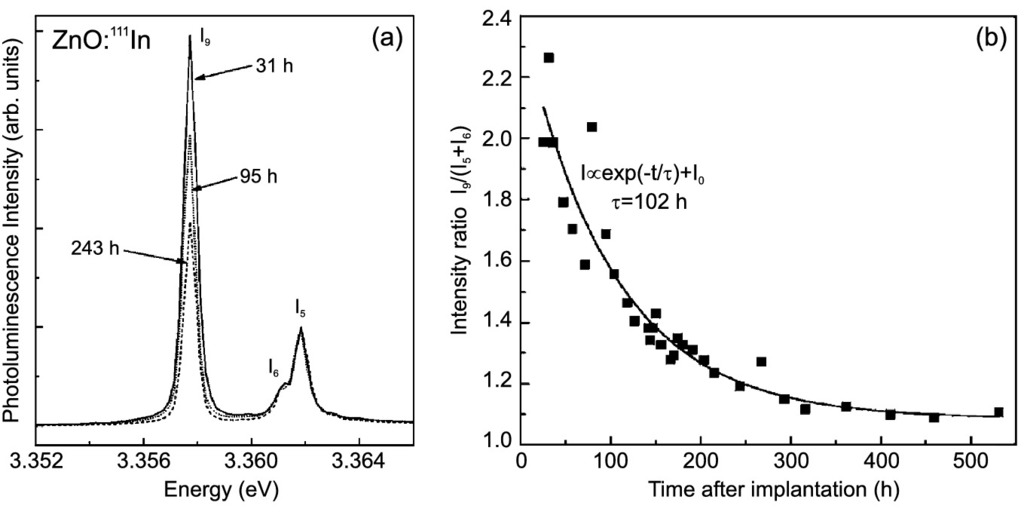 ZnO:¹¹¹In
(a)
I₉
31 h
95 h
243 h
I₅
I₆
Photoluminescence Intensity (arb. units)
3.352 3.356 3.360 3.364
Energy (eV)
(b)
2.4
2.2
2.0
1.8
1.6
1.4
1.2
1.0
Intensity ratio I₉/(I₅+I₆)
I∝exp(-t/τ)+I₀
τ=102 h
0 100 200 300 400 500
Time after implantation (h)